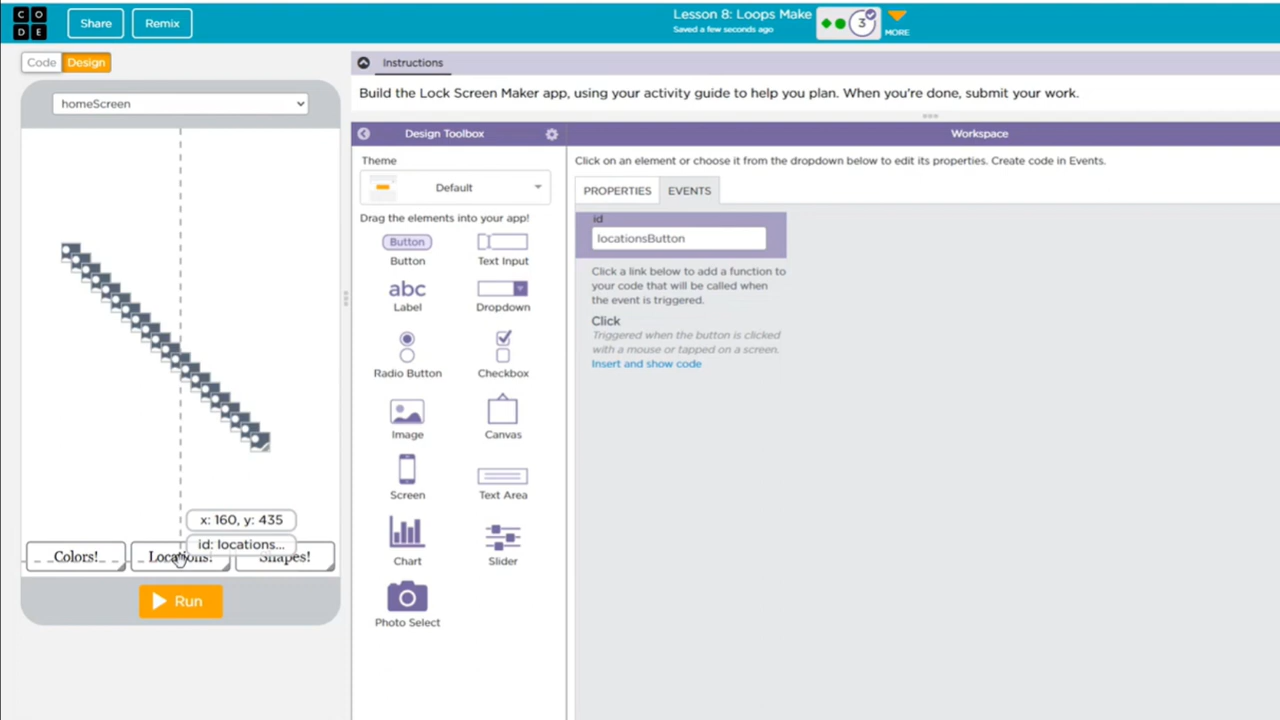 C O
D E
Share
Remix
Lesson 8: Loops Make
Saved a few seconds ago
3
MORE
Code
Design
Instructions
homeScreen
Build the Lock Screen Maker app, using your activity guide to help you plan. When you're done, submit your work.
Design Toolbox
Workspace
Theme
Default
Drag the elements into your app!
Button
Button
Text Input
abc
Label
Dropdown
Radio Button
Checkbox
Image
Canvas
Screen
Text Area
Chart
Slider
Photo Select
Click on an element or choose it from the dropdown below to edit its properties. Create code in Events.
PROPERTIES
EVENTS
id
locationsButton
Click a link below to add a function to
your code that will be called when
the event is triggered.
Click
Triggered when the button is clicked
with a mouse or tapped on a screen.
Insert and show code
x: 160, y: 435
id: locations...
Colors!
Locations!
Shapes!
Run